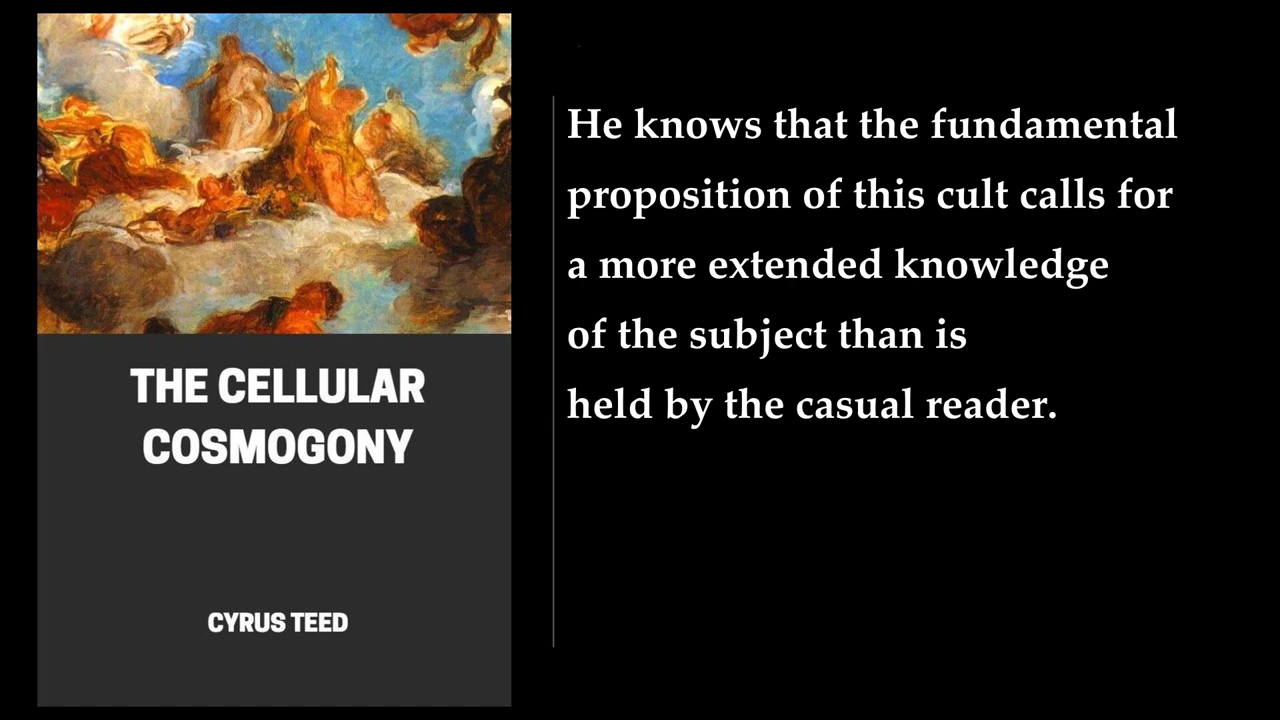 THE CELLULAR
COSMOGONY
CYRUS TEED
He knows that the fundamental
proposition of this cult calls for
a more extended knowledge
of the subject than is
held by the casual reader.